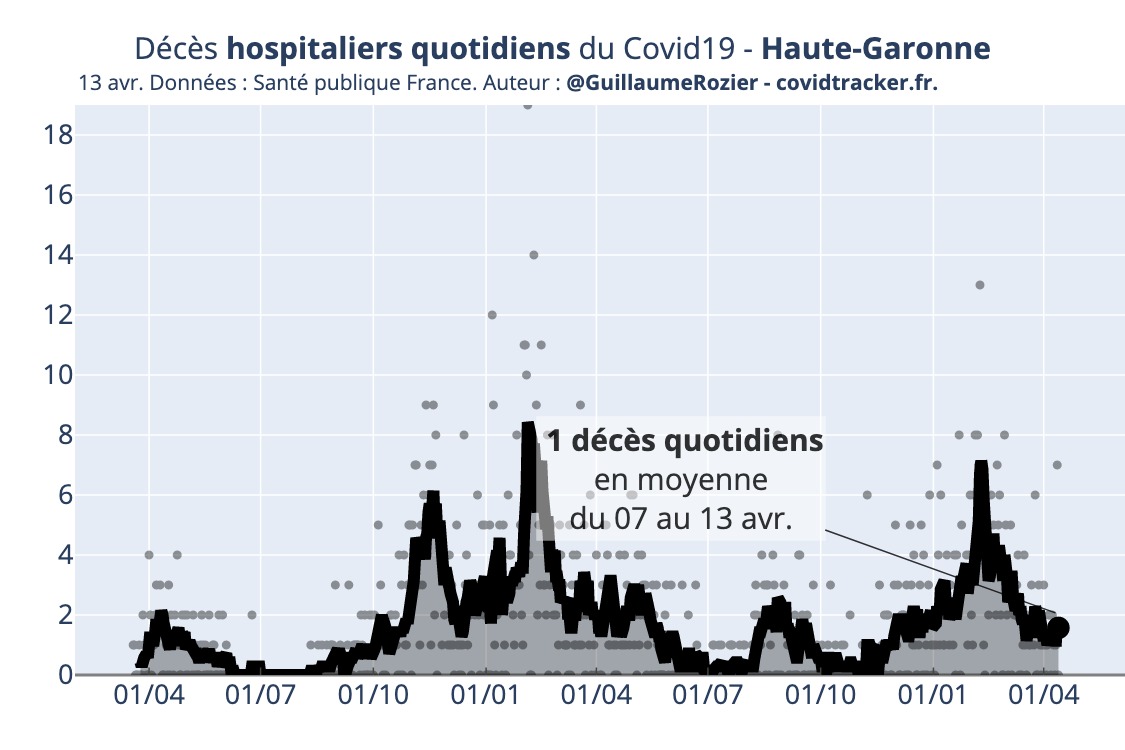 Décès hospitaliers quotidiens du Covid19 - Haute-Garonne
13 avr. Données : Santé publique France. Auteur : @GuillaumeRozier - covidtracker.fr.
18
16
14
12
10
8
1 décès quotidiens
en moyenne
6
du 07 au 13 avr.
4
2
0
01/04 01/07 01/10 01/01 01/04 01/07 01/10 01/01 01/04